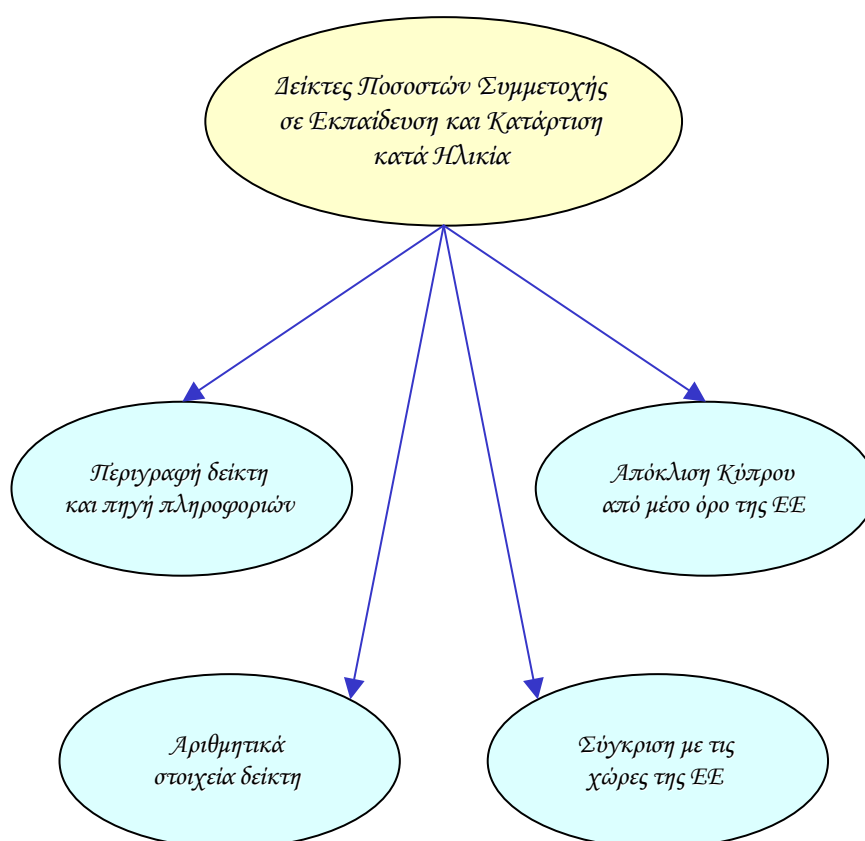 Δείκτες Ποσοστών Συμμετοχής
σε Εκπαίδευση και Κατάρτιση
κατά Ηλικία
Περιγραφή δείκτη
και πηγή πληροφοριών
Απόκλιση Κύπρου
από μέσο όρο της ΕΕ
Αριθμητικά
στοιχεία δείκτη
Σύγκριση με τις
χώρες της ΕΕ